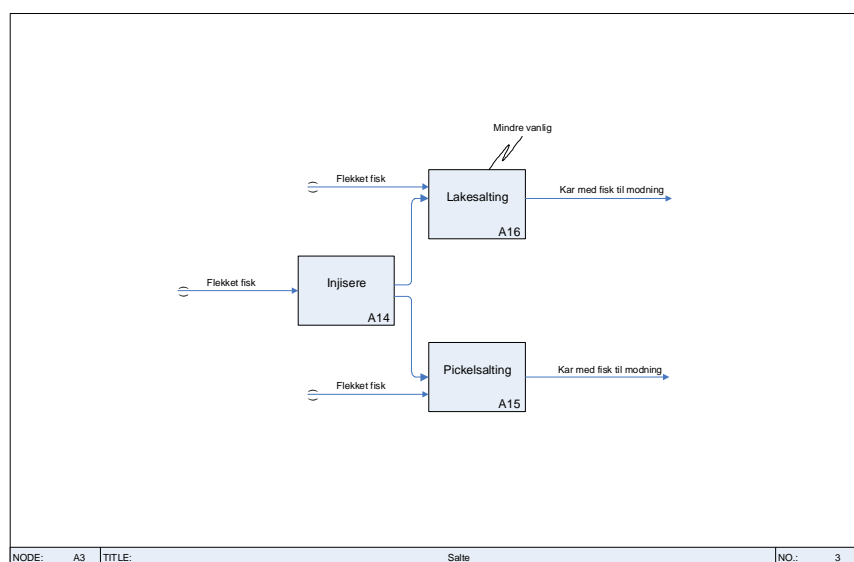 Mindre vanlig
Flekket fisk
Lakesalting
A16
Kar med fisk til modning
Flekket fisk
Injisere
A14
Pickelsalting
A15
Kar med fisk til modning
Flekket fisk
NODE: A3 TITLE: Salte NO.: 3